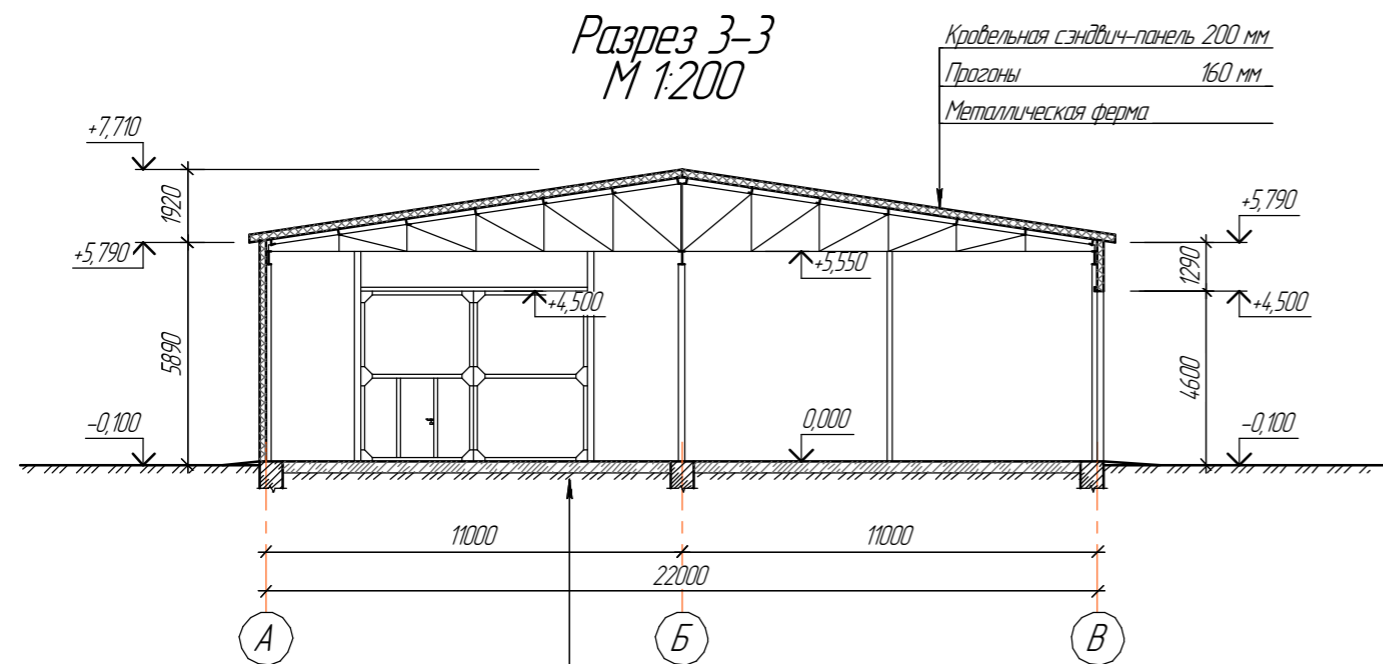 Разрез 3-3
М 1:200
Кровельная сэндвич-панель 200 мм
Прогоны 160 мм
Металлическая ферма
+7,710
1920
+5,790
5890
-0,100
+5,550
+4,500
0,000
+5,790
1290
+4,500
4600
-0,100
11000
11000
22000
А
Б
В